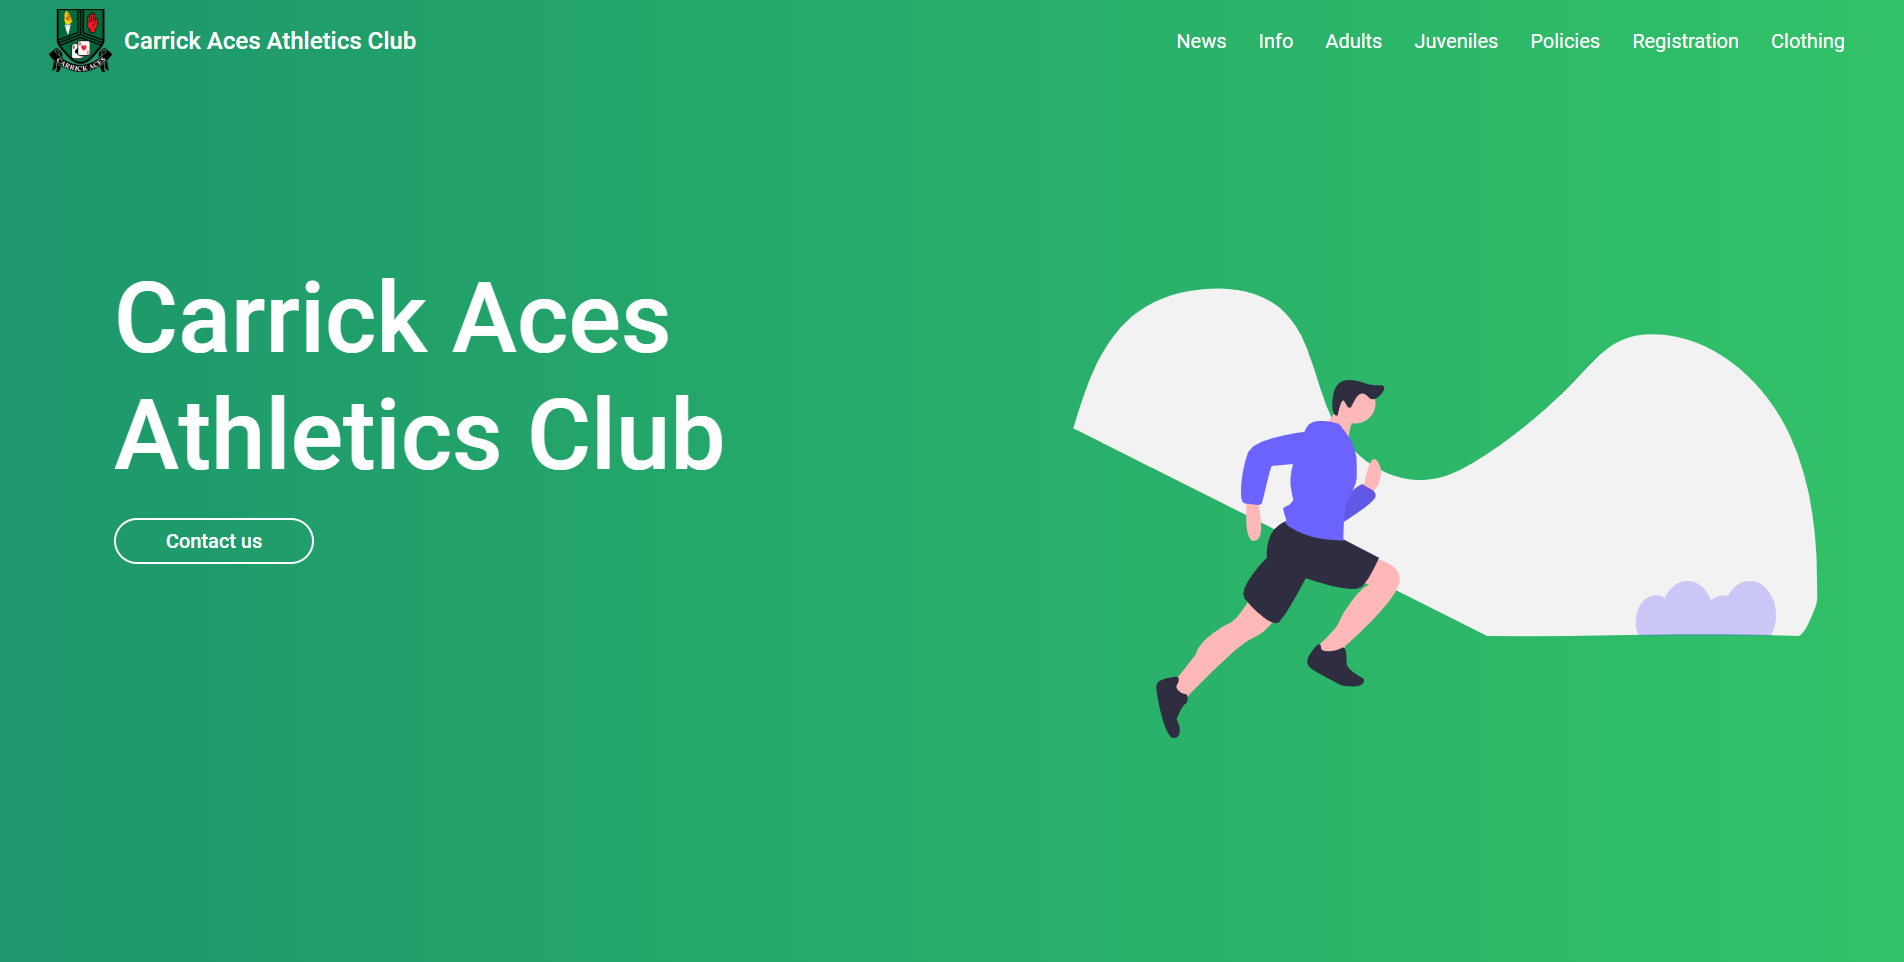 CARRICK ACES
Carrick Aces Athletics Club
News Info Adults Juveniles Policies Registration Clothing
Carrick Aces
Athletics Club
Contact us